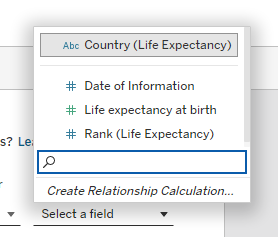 Abc Country (Life Expectancy)
# Date of Information
# Life expectancy at birth
# Rank (Life Expectancy)
s? Le
Create Relationship Calculation...
r
Select a field